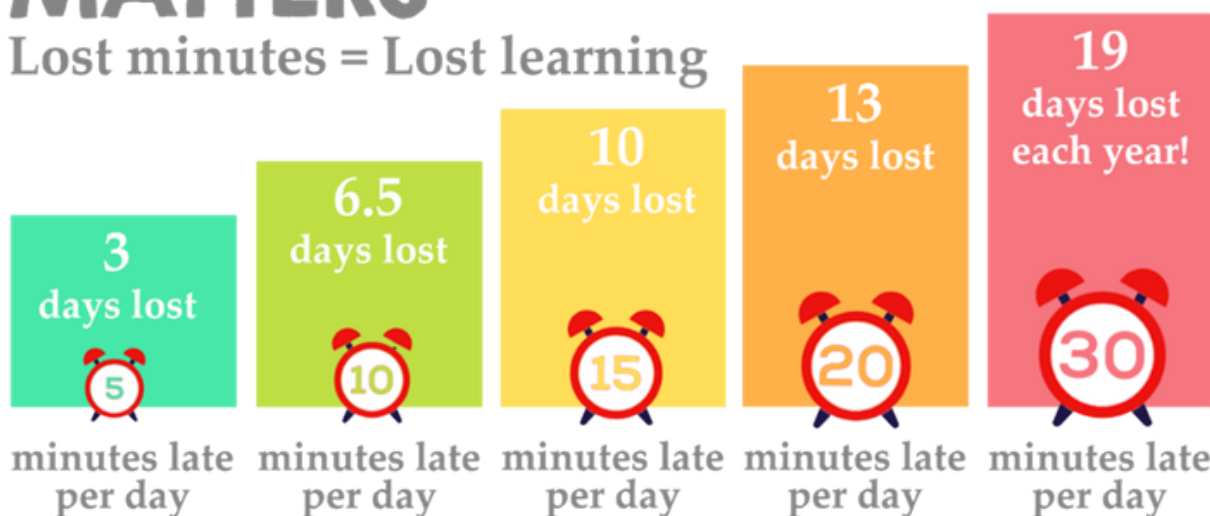 MATTERS
Lost minutes = Lost learning
3
days lost
5
minutes late
per day
6.5
days lost
10
minutes late
per day
10
days lost
15
minutes late
per day
13
days lost
20
minutes late
per day
19
days lost
each year!
30
minutes late
per day